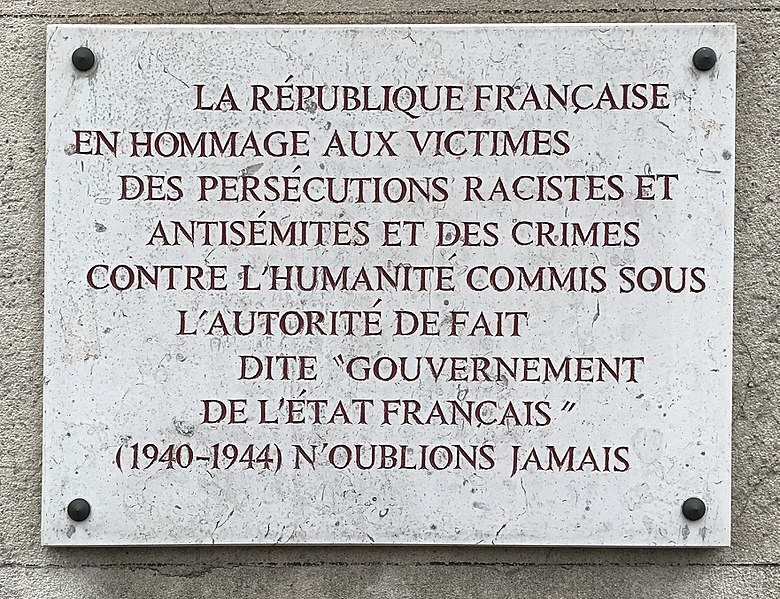 LA RÉPUBLIQUE FRANÇAISE
EN HOMMAGE AUX VICTIMES
DES PERSÉCUTIONS RACISTES ET
ANTISÉMITES ET DES CRIMES
CONTRE L'HUMANITÉ COMMIS SOUS
L'AUTORITÉ DE FAIT
DITE "GOUVERNEMENT
DE L'ÉTAT FRANÇAIS"
(1940-1944) N'OUBLIONS JAMAIS